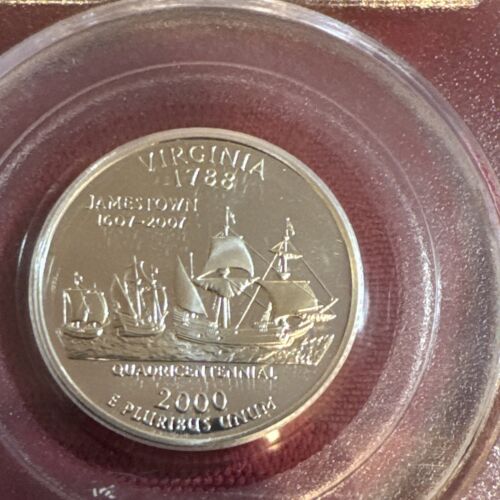 VIRGINIA
1788
JAMESTOWN
1607-2007
QUADRICENTENNIAL
2000
E PLURIBUS UNUM